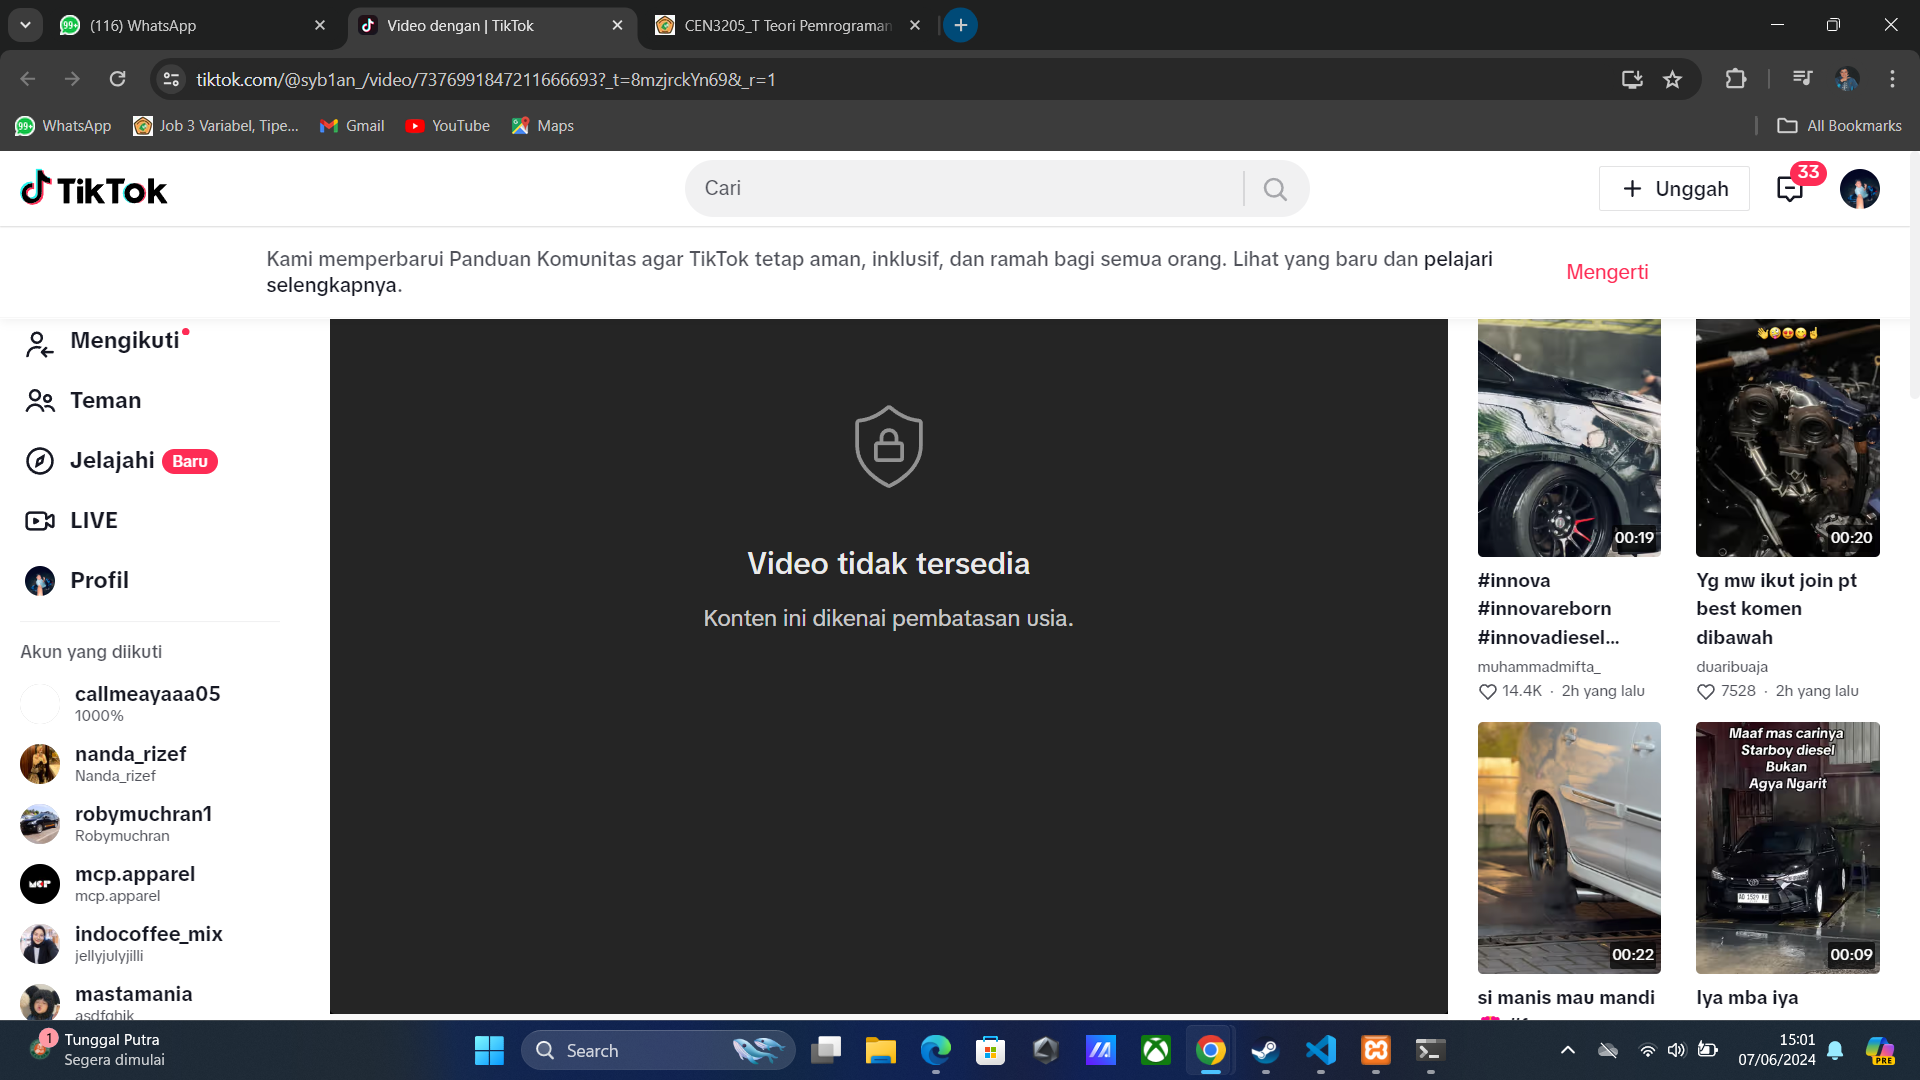 (116) WhatsApp
Video dengan | TikTok
CEN3205_T Teori Pemrograman
tiktok.com/@syb1an_/video/7376991847211666693?_t=8mzjrckYn69&_r=1
WhatsApp
Job 3 Variabel, Tipe...
Gmail
YouTube
Maps
All Bookmarks
TikTok
Cari
Unggah
33
Kami memperbarui Panduan Komunitas agar TikTok tetap aman, inklusif, dan ramah bagi semua orang. Lihat yang baru dan pelajari
selengkapnya.
Mengerti
Mengikuti
Teman
Jelajahi Baru
LIVE
Profil
Akun yang diikuti
callmeayaaa05
1000%
nanda_rizef
Nanda_rizef
robymuchran1
Robymuchran
mcp.apparel
mcp.apparel
indocoffee_mix
jellyjulyjilli
mastamania
asdfghjk
Video tidak tersedia
Konten ini dikenai pembatasan usia.
00:19
#innova
#innovareborn
#innovadiesel...
muhammadmifta_
14.4K · 2h yang lalu
00:20
Yg mw ikut join pt
best komen
dibawah
duaribuaja
7528 · 2h yang lalu
00:22
si manis mau mandi
Maaf mas carinya
Starboy diesel
Bukan
Agya Ngarit
00:09
Iya mba iya
1
Tunggal Putra
Segera dimulai
Search
15:01
07/06/2024
PRE